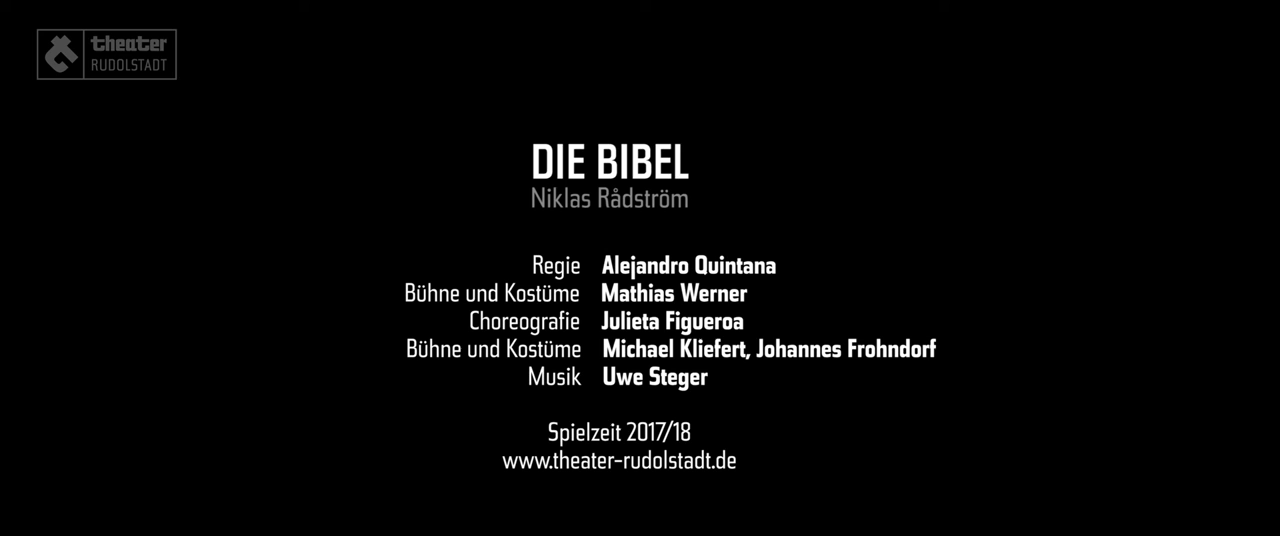 theater
RUDOLSTADT
DIE BIBEL
Niklas Rådström
Regie Alejandro Quintana
Bühne und Kostüme Mathias Werner
Choreografie Julieta Figueroa
Bühne und Kostüme Michael Kliefert, Johannes Frohndorf
Musik Uwe Steger
Spielzeit 2017/18
www.theater-rudolstadt.de